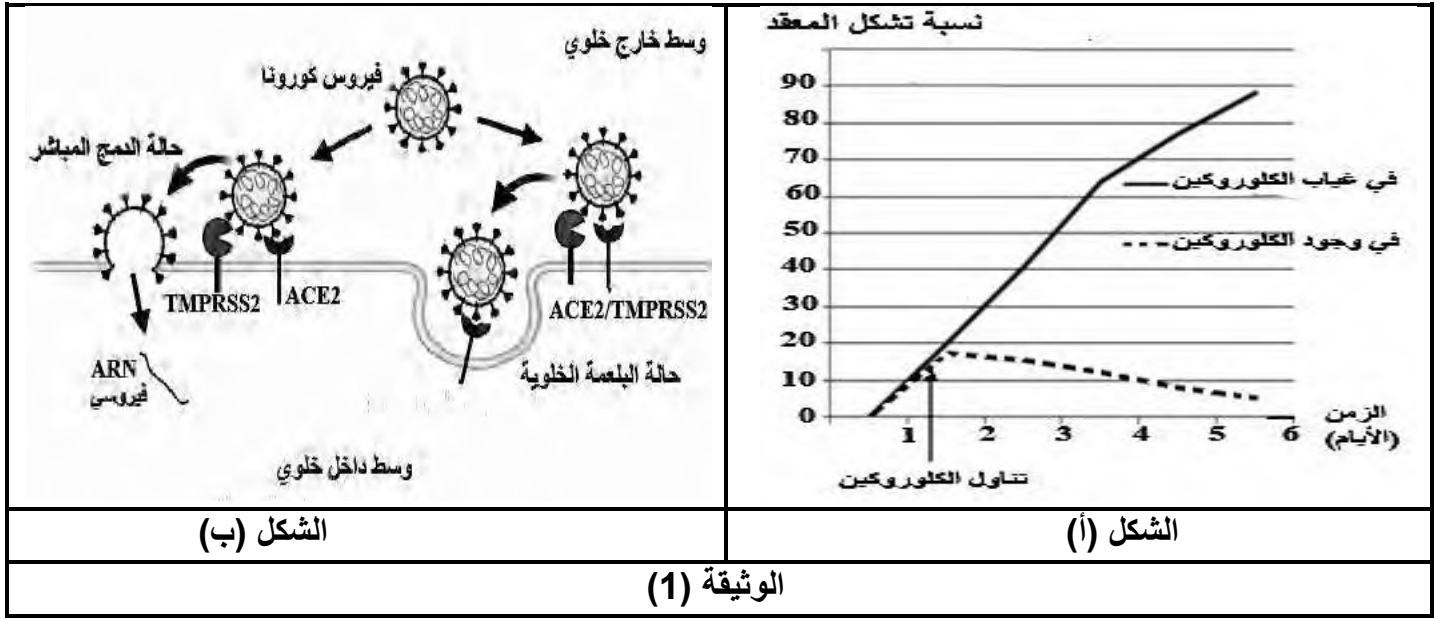 نسبة تشكل المعقد
90
80
70
60
50
40
30
20
10
0
في غياب الكلوروكين
في وجود الكلوروكين
1 2 3 4 5 6
الزمن
(الأيام)
تناول الكلوروكين
الشكل (أ)
وسط خارج خلوي
فيروس كورونا
حالة الدمج المباشر
TMPRSS2
ACE2
ACE2/TMPRSS2
حالة البلعمة الخلوية
ARN
فيروسي
وسط داخل خلوي
الشكل (ب)
الوثيقة (1)